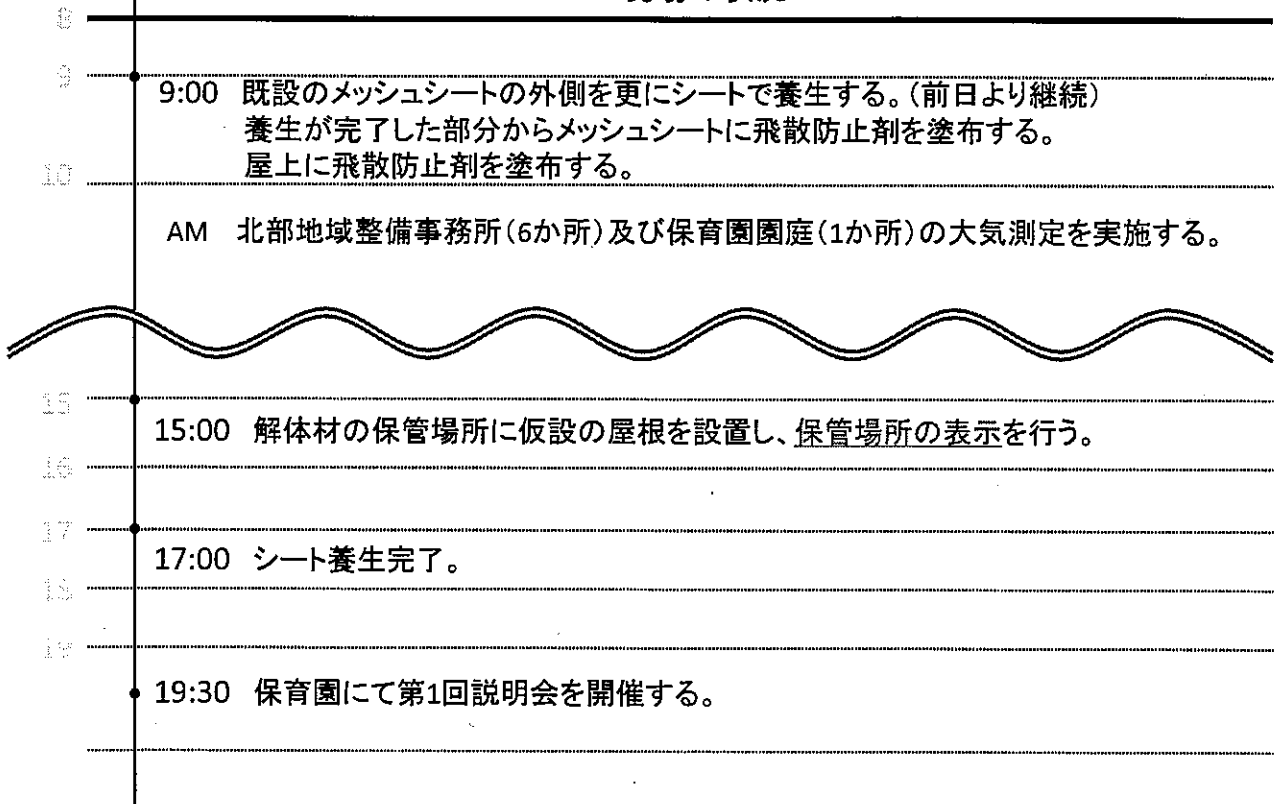 8
9
9:00 既設のメッシュシートの外側を更にシートで養生する。(前日より継続)
養生が完了した部分からメッシュシートに飛散防止剤を塗布する。
屋上に飛散防止剤を塗布する。
10
AM 北部地域整備事務所(6か所)及び保育園園庭(1か所)の大気測定を実施する。
15
15:00 解体材の保管場所に仮設の屋根を設置し、保管場所の表示を行う。
16
17
17:00 シート養生完了。
18
19
19:30 保育園にて第1回説明会を開催する。